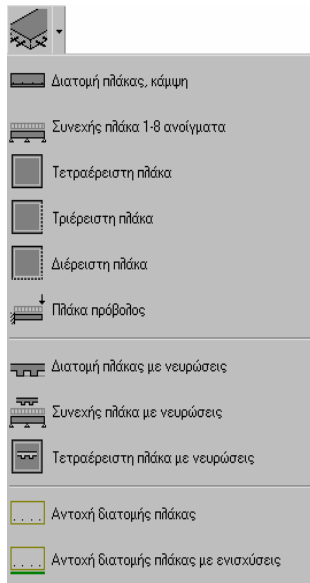 Διατομή πλάκας, κάμψη
Συνεχής πλάκα 1-8 ανοίγματα
Τετραέρειστη πλάκα
Τριέρειστη πλάκα
Διέρειστη πλάκα
Πλάκα πρόβολος
Διατομή πλάκας με νευρώσεις
Συνεχής πλάκα με νευρώσεις
Τετραέρειστη πλάκα με νευρώσεις
Αντοχή διατομής πλάκας
Αντοχή διατομής πλάκας με ενισχύσεις